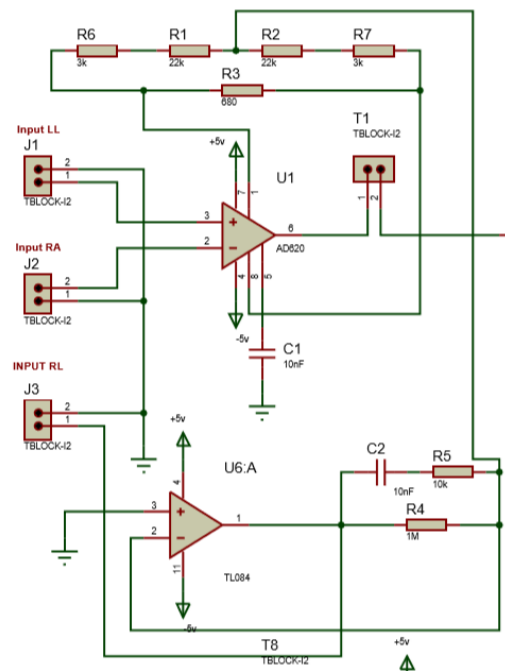 R6
3k
R1
22k
R2
22k
R7
3k
R3
680
T1
TBLOCK-I2
1
2
Input LL
J1
2
1
TBLOCK-I2
+5v
U1
7
1
3
2
6
AD620
4
8
5
-5v
Input RA
J2
2
1
TBLOCK-I2
C1
10nF
INPUT RL
J3
2
1
TBLOCK-I2
+5v
U6:A
4
3
2
1
11
TL084
-5v
C2
10nF
R5
10k
R4
1M
T8
TBLOCK-I2
+5v